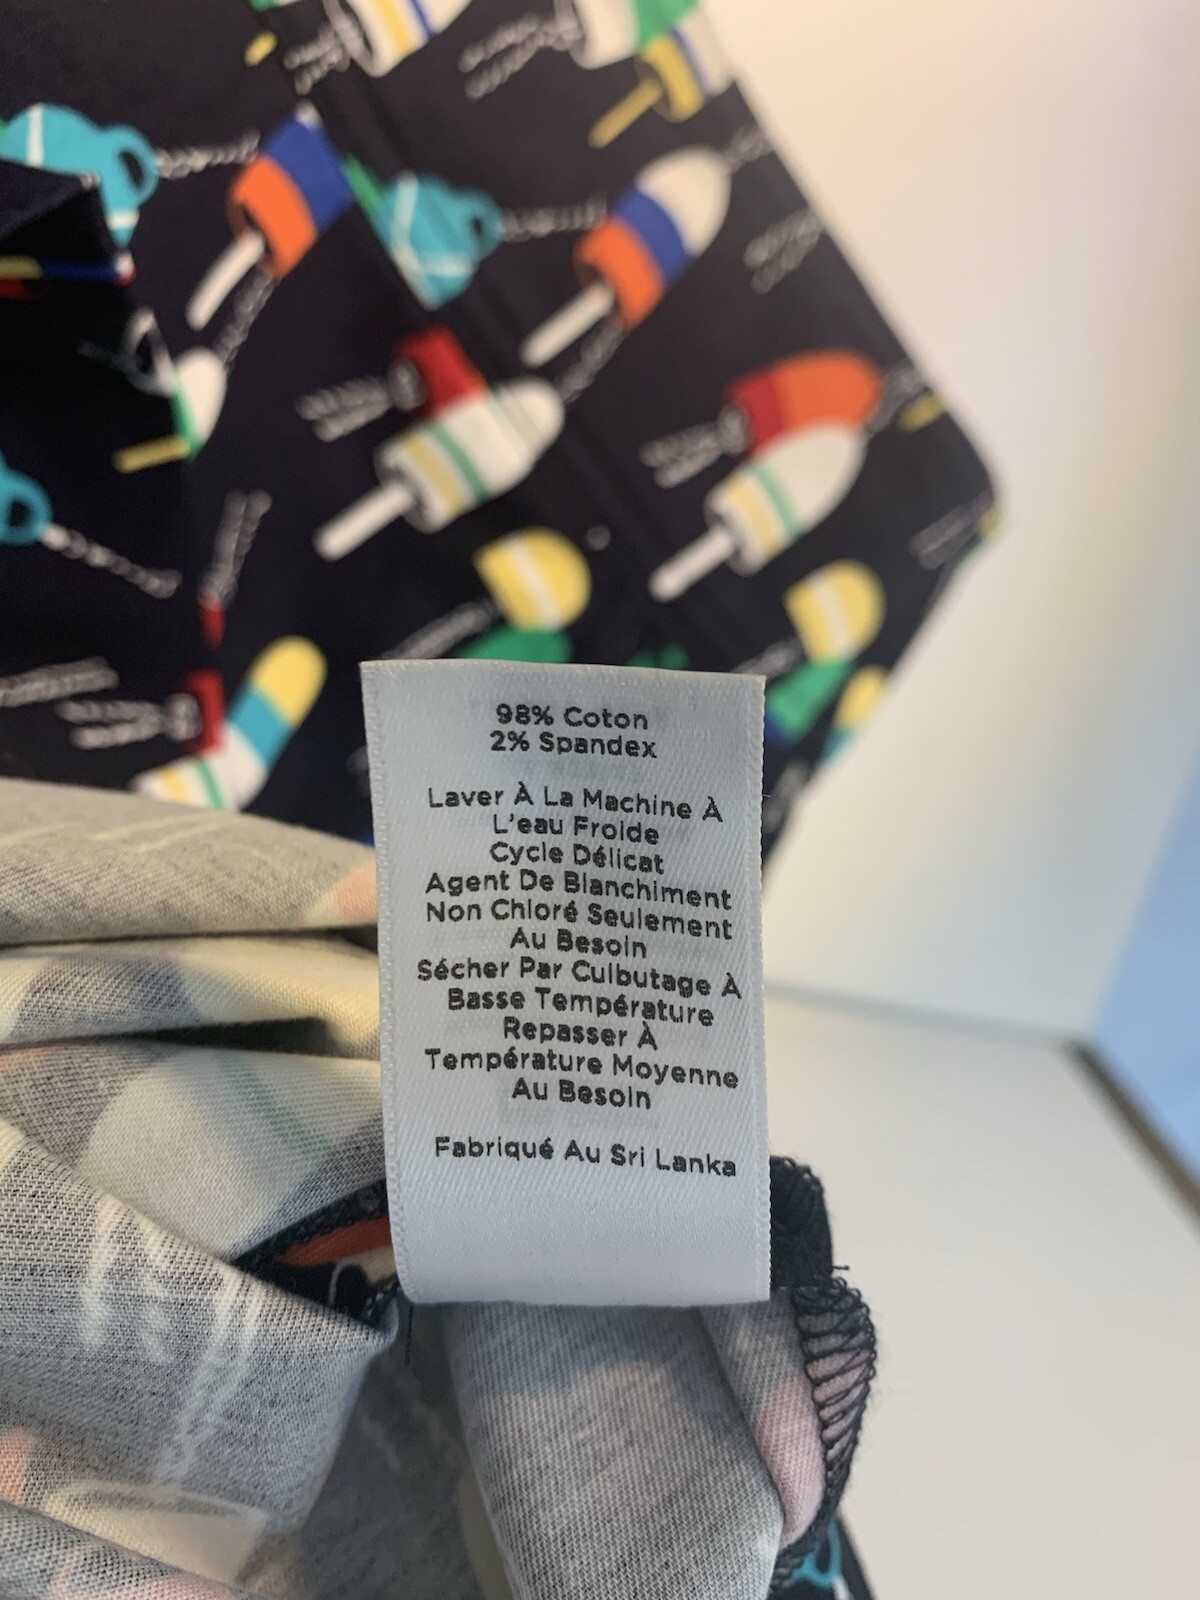 98% Coton
2% Spandex
Laver À La Machine À
L'eau Froide
Cycle Délicat
Agent De Blanchiment
Non Chloré Seulement
Au Besoin
Sécher Par Culbutage À
Basse Température
Repasser À
Température Moyenne
Au Besoin
Fabriqué Au Sri Lanka